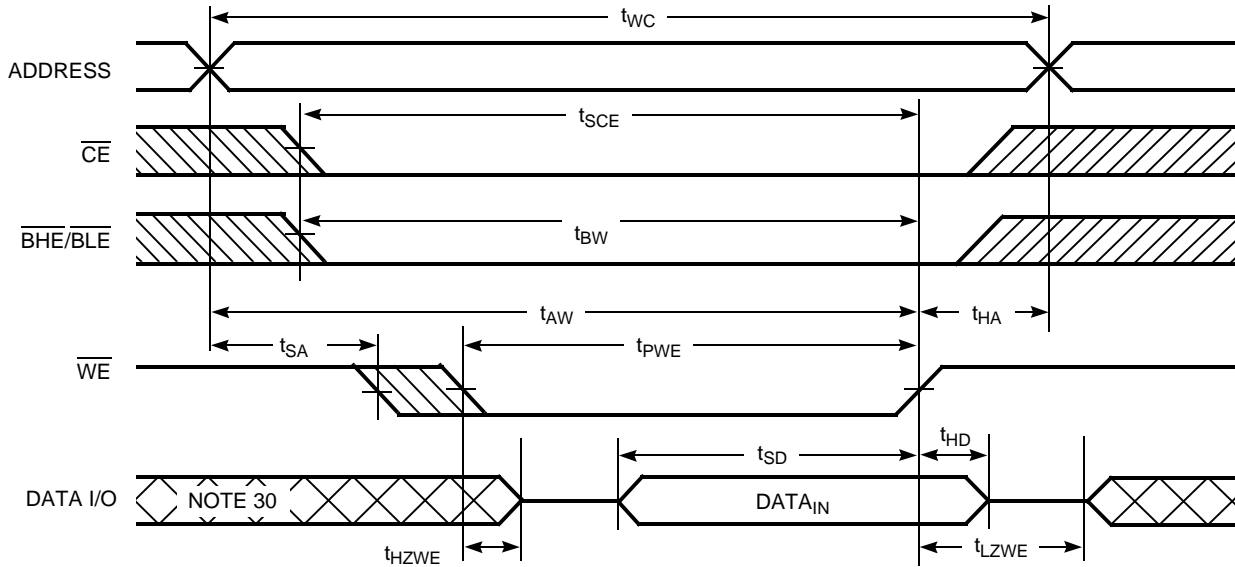 tWC
ADDRESS
tSCE
CE
tBW
BHE/BLE
tAW
tHA
tSA
tPWE
WE
tSD
tHD
DATA I/O
NOTE 30
DATAIN
tHZWE
tLZWE